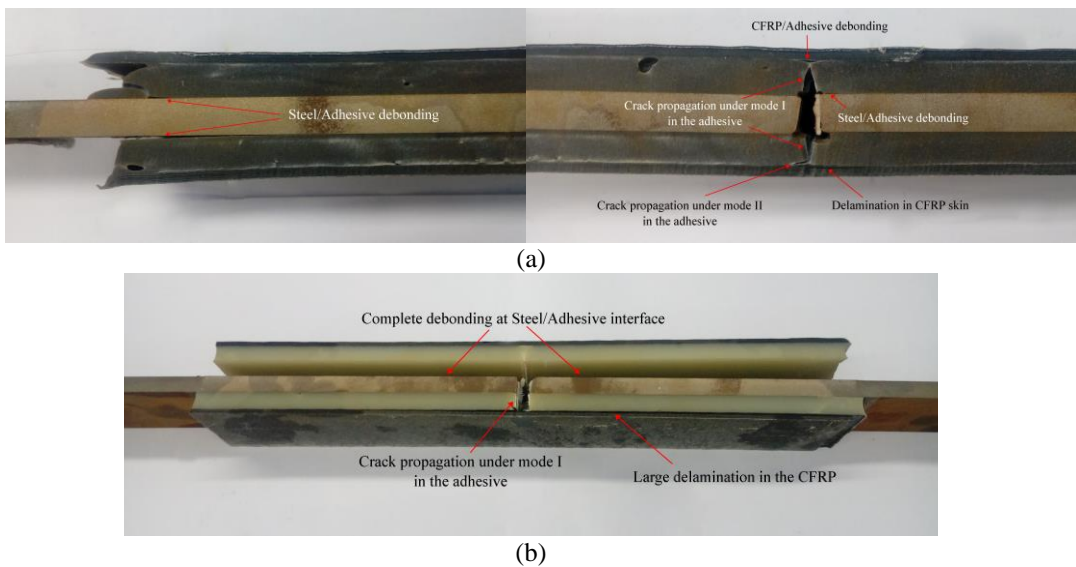 CFRP/Adhesive debonding
Steel/Adhesive debonding
Crack propagation under mode I
in the adhesive
Steel/Adhesive debonding
Crack propagation under mode II
in the adhesive
Delamination in CFRP skin
(a)
Complete debonding at Steel/Adhesive interface
Crack propagation under mode I
in the adhesive
Large delamination in the CFRP
(b)